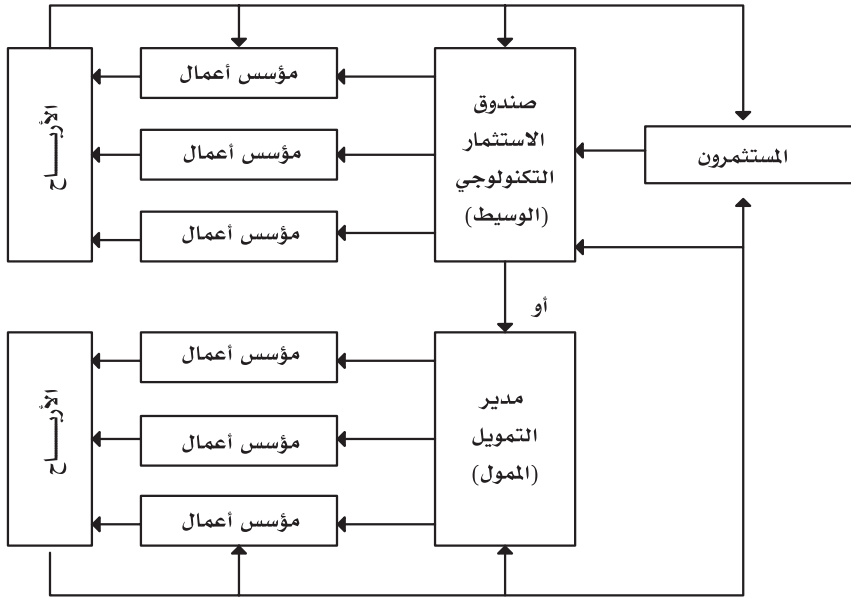 المستثمرون
صندوق
الاستثمار
التكنولوجي
(الوسيط)
مؤسس أعمال
مؤسس أعمال
مؤسس أعمال
الأربـــاح
أو
مدير
التمويل
(الممول)
مؤسس أعمال
مؤسس أعمال
مؤسس أعمال
الأربـــاح